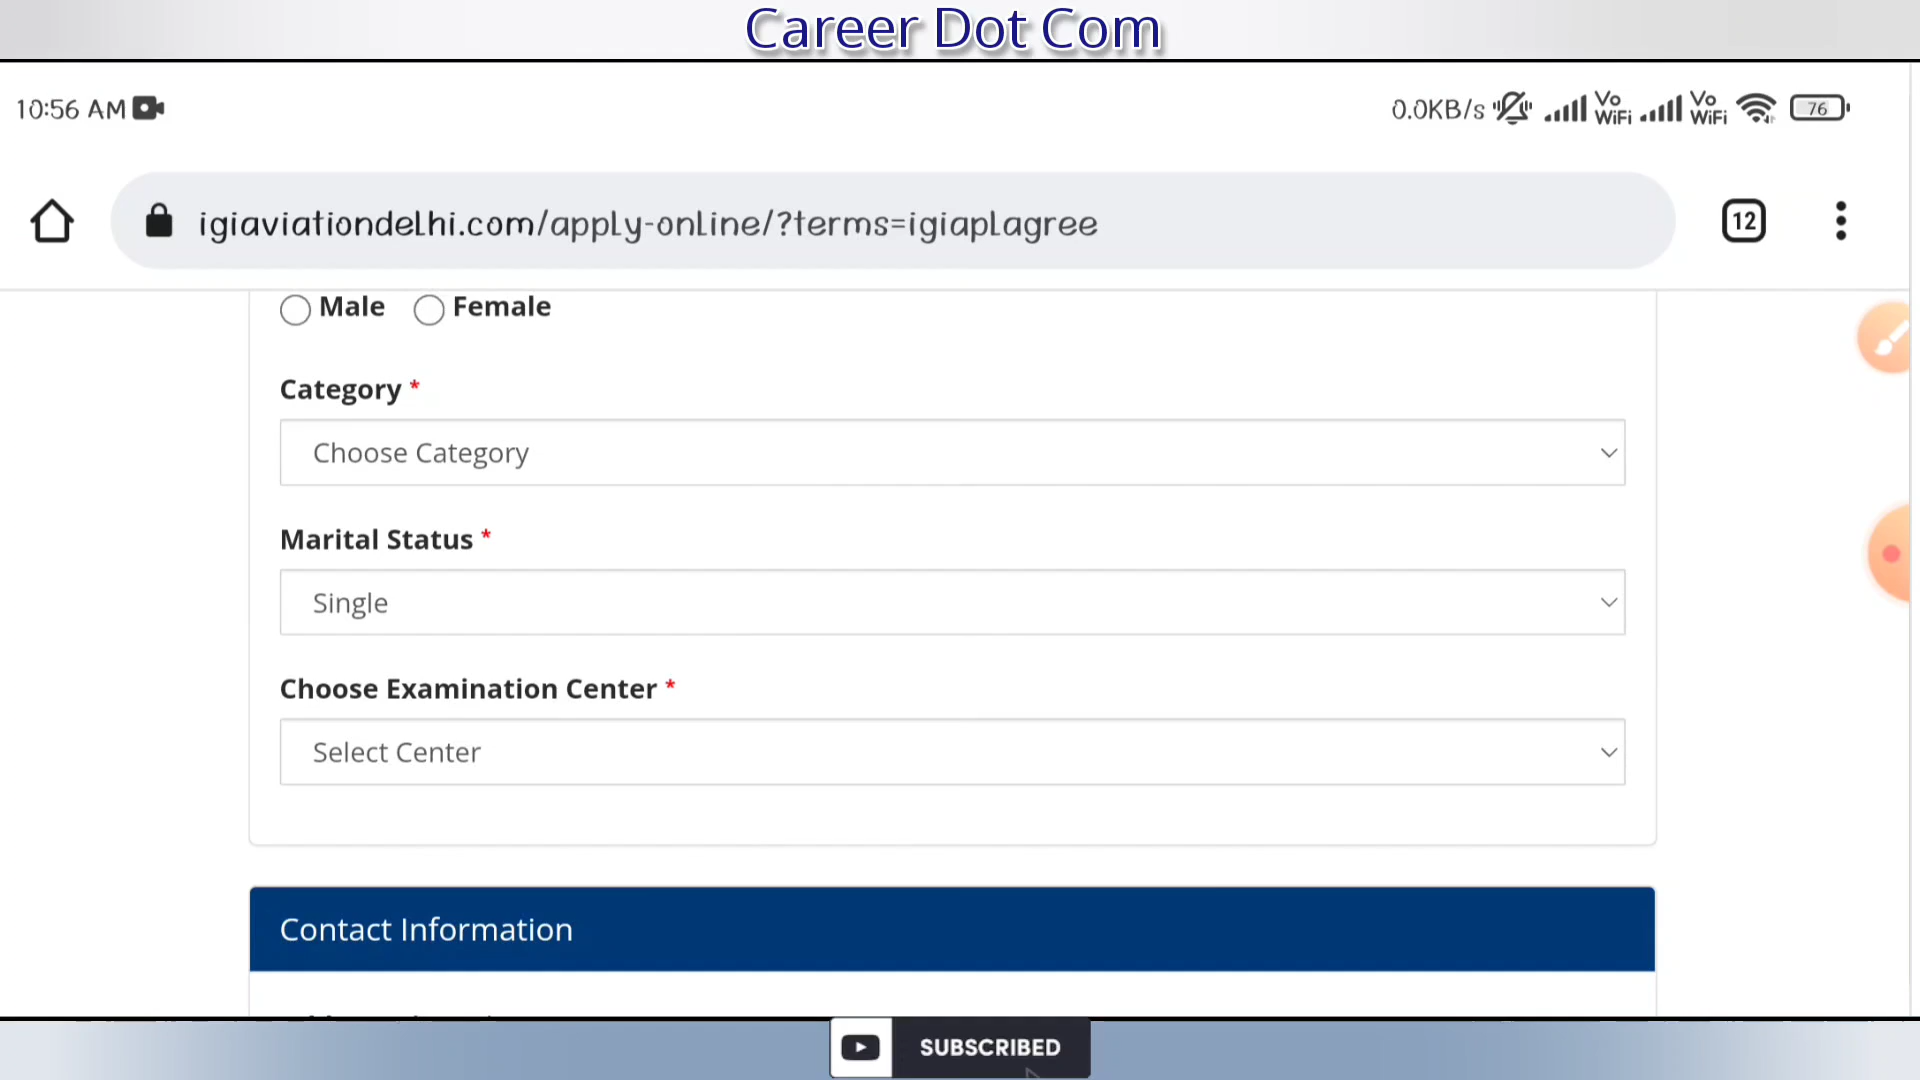 Career Dot Com
10:56 AM 0.0KB/s Vo WiFi Vo WiFi 76
igiaviationdelhi.com/apply-online/?terms=igiaplagree 12
Male Female
Category *
Choose Category
Marital Status *
Single
Choose Examination Center *
Select Center
Contact Information
SUBSCRIBED